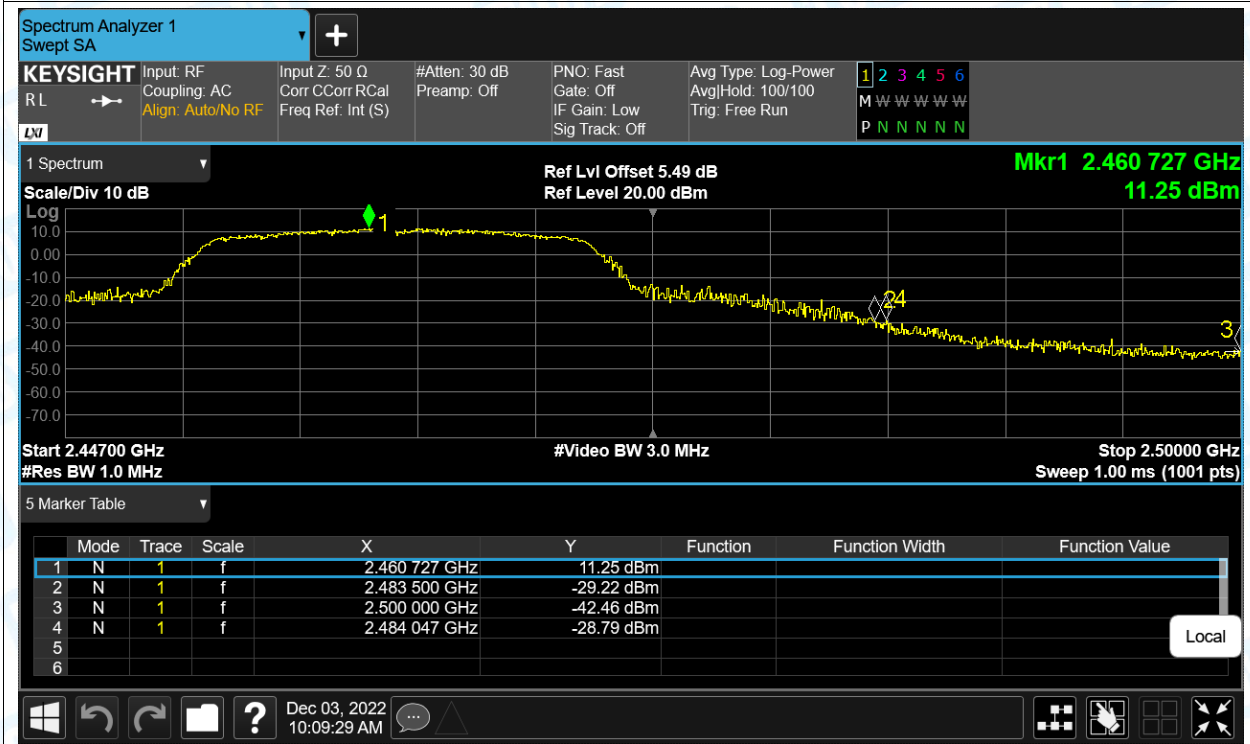 Spectrum Analyzer 1
Swept SA
+
KEYSIGHT
R L
LXI
Input: RF
Coupling: AC
Align: Auto/No RF
Input Z: 50 Ω
Corr CCorr RCal
Freq Ref: Int (S)
#Atten: 30 dB
Preamp: Off
PNO: Fast
Gate: Off
IF Gain: Low
Sig Track: Off
Avg Type: Log-Power
Avg|Hold: 100/100
Trig: Free Run
1 2 3 4 5 6
M W W W W W W
P N N N N N
1 Spectrum
Scale/Div 10 dB
Ref Lvl Offset 5.49 dB
Ref Level 20.00 dBm
Mkr1 2.460 727 GHz
11.25 dBm
Log
10.0
0.00
-10.0
-20.0
-30.0
-40.0
-50.0
-60.0
-70.0
1
2 4
3
Start 2.44700 GHz
#Res BW 1.0 MHz
#Video BW 3.0 MHz
Stop 2.50000 GHz
Sweep 1.00 ms (1001 pts)
5 Marker Table
Mode Trace Scale X Y Function Function Width Function Value
1 N 1 f 2.460 727 GHz 11.25 dBm
2 N 1 f 2.483 500 GHz -29.22 dBm
3 N 1 f 2.500 000 GHz -42.46 dBm
4 N 1 f 2.484 047 GHz -28.79 dBm
5
6
Local
?
Dec 03, 2022
10:09:29 AM